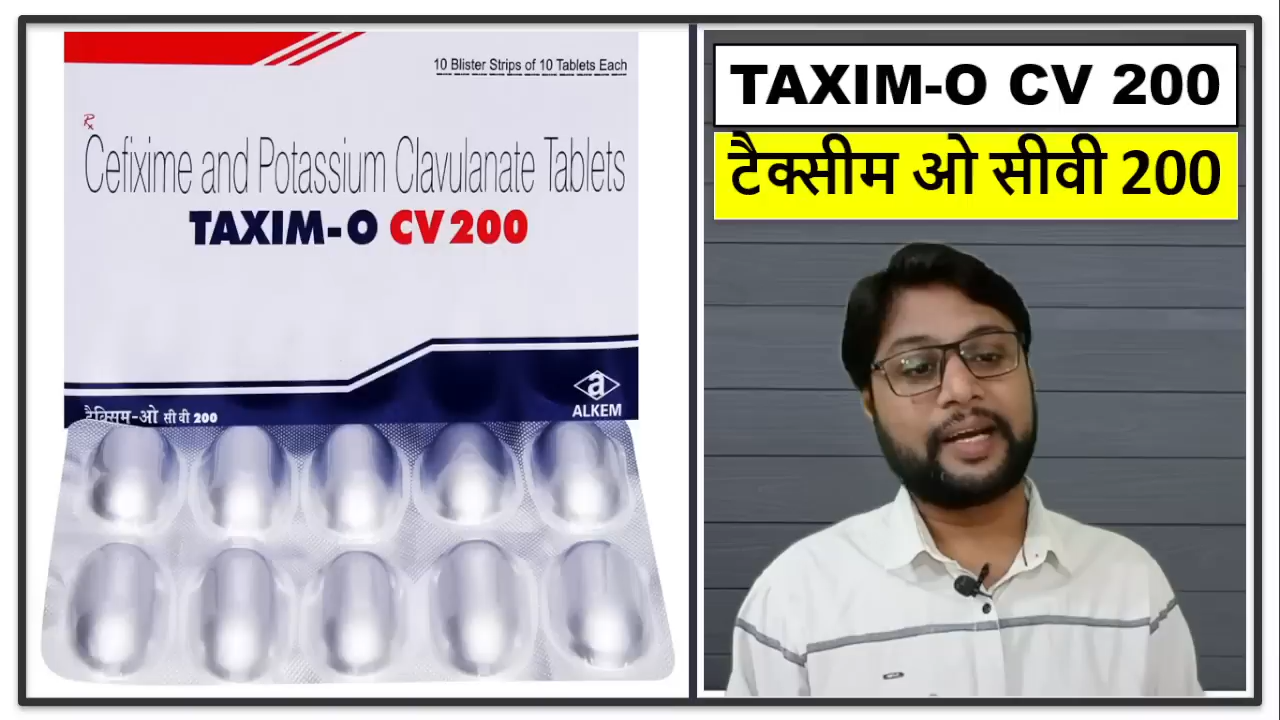 10 Blister Strips of 10 Tablets Each
Rx
Cefixime and Potassium Clavulanate Tablets
TAXIM-O CV 200
टैक्सिम-ओ सी वी 200
ALKEM
TAXIM-O CV 200
टैक्सीम ओ सीवी 200